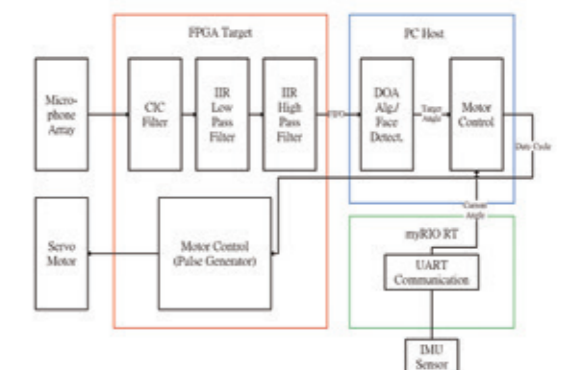 FPGA Target
PC Host
Micro-
phone
Array
CIC
Filter
IIR
Low
Pass
Filter
IIR
High
Pass
Filter
FIFO
DOA
Alg./
Face
Detect.
Target
Angle
Motor
Control
Duty Code
Servo
Motor
Motor Control
(Pulse Generator)
Current
Angle
myRIO RT
UART
Communication
IMU
Sensor